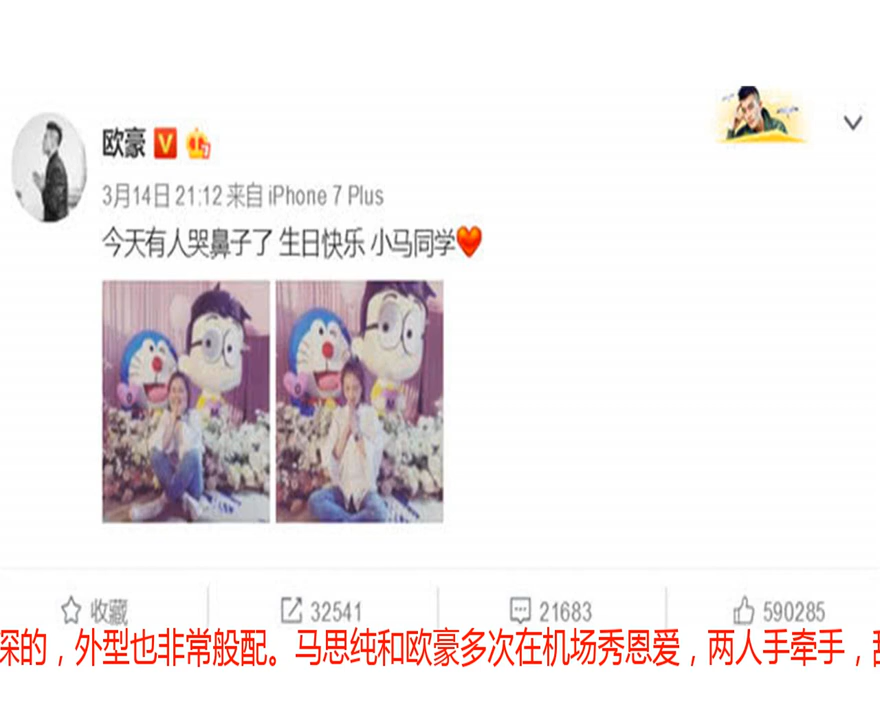 欧豪 V
3月14日 21:12 来自 iPhone 7 Plus
今天有人哭鼻子了 生日快乐 小马同学❤
收藏 32541 21683 590285
深的，外型也非常般配。马思纯和欧豪多次在机场秀恩爱，两人手牵手，